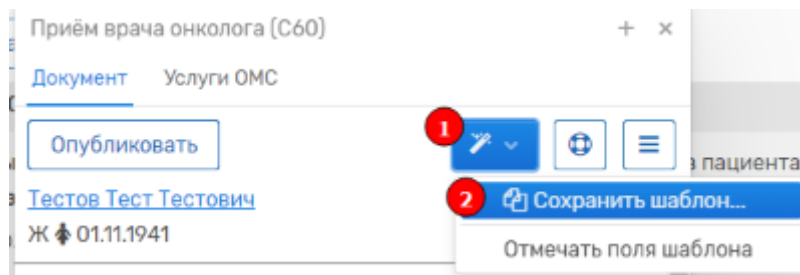 Приём врача онколога (C60)
Документ Услуги ОМС
1
Опубликовать
а пациента
Тестов Тест Тестович
2 Сохранить шаблон...
Ж 01.11.1941
Отмечать поля шаблона